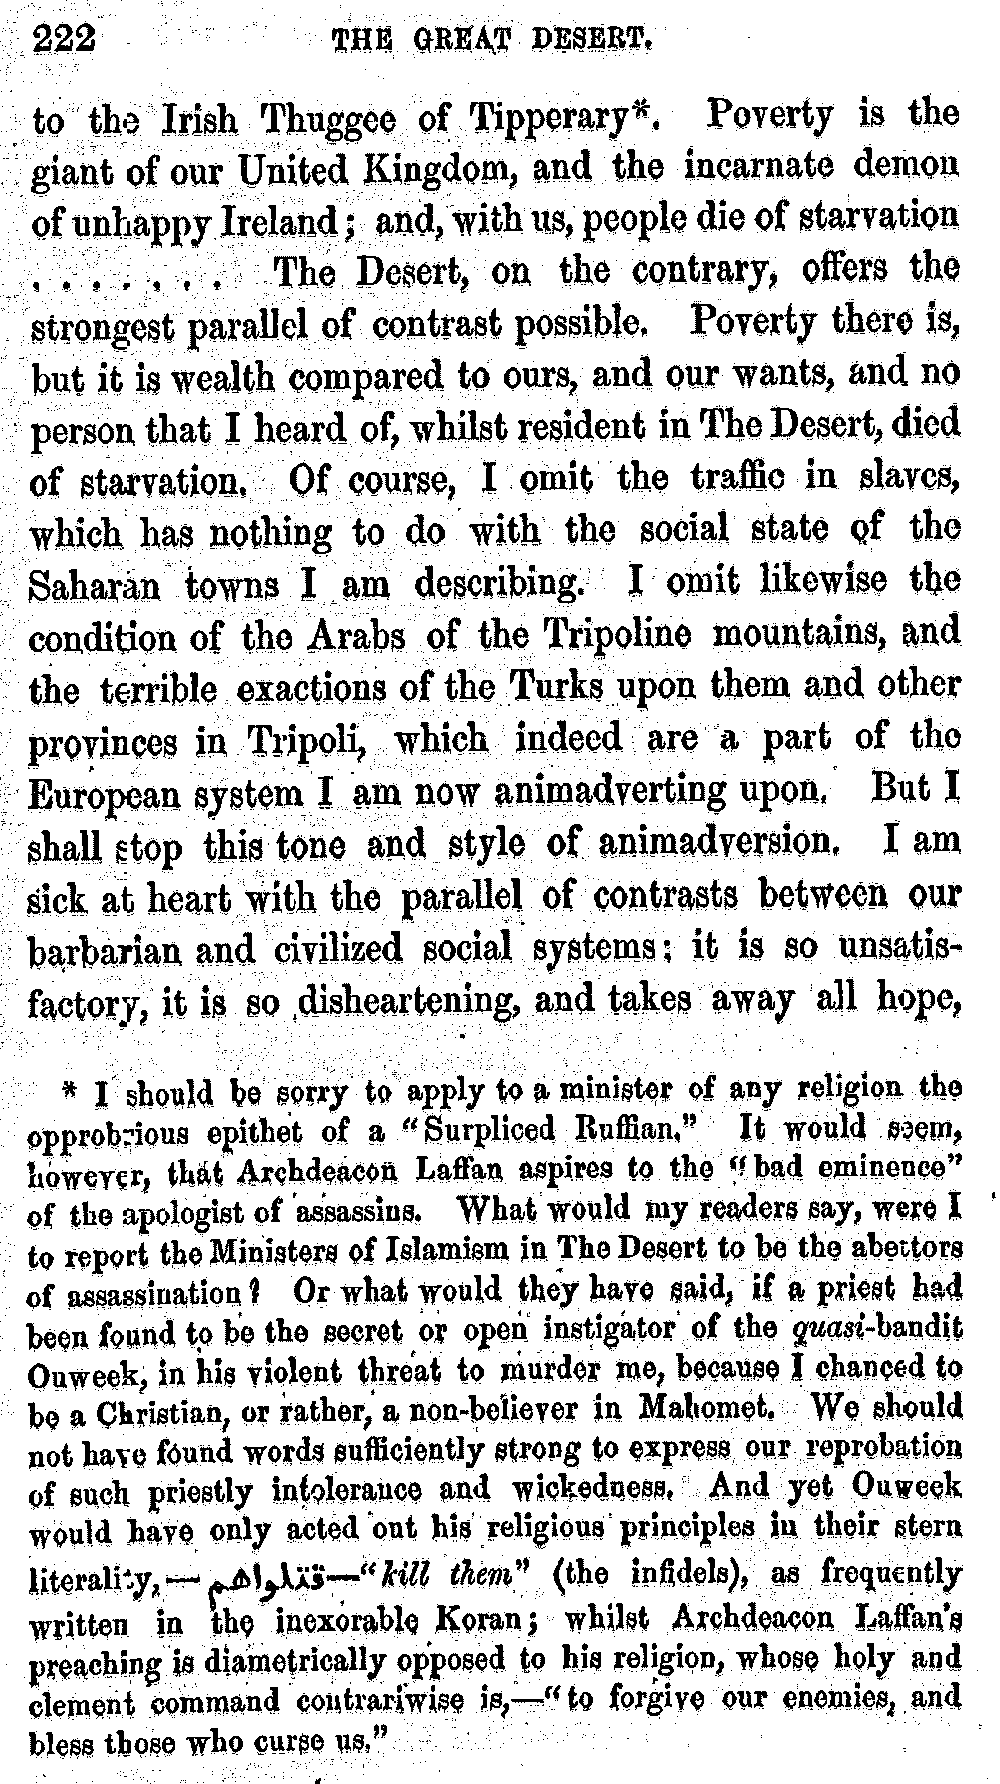 222 THE GREAT DESERT.
to the Irish Thuggee of Tipperary*. Poverty is the
giant of our United Kingdom, and the incarnate demon
of unhappy Ireland; and, with us, people die of starvation
. . . . . . . The Desert, on the contrary, offers the
strongest parallel of contrast possible. Poverty there is,
but it is wealth compared to ours, and our wants, and no
person that I heard of, whilst resident in The Desert, died
of starvation. Of course, I omit the traffic in slaves,
which has nothing to do with the social state of the
Saharan towns I am describing. I omit likewise the
condition of the Arabs of the Tripoline mountains, and
the terrible exactions of the Turks upon them and other
provinces in Tripoli, which indeed are a part of the
European system I am now animadverting upon. But I
shall stop this tone and style of animadversion. I am
sick at heart with the parallel of contrasts between our
barbarian and civilized social systems; it is so unsatis-
factory, it is so disheartening, and takes away all hope,
* I should be sorry to apply to a minister of any religion the
opprobrious epithet of a "Surpliced Ruffian." It would seem,
however, that Archdeacon Laffan aspires to the "bad eminence"
of the apologist of assassins. What would my readers say, were I
to report the Ministers of Islamism in The Desert to be the abettors
of assassination? Or what would they have said, if a priest had
been found to be the secret or open instigator of the quasi-bandit
Ouweek, in his violent threat to murder me, because I chanced to
be a Christian, or rather, a non-believer in Mahomet. We should
not have found words sufficiently strong to express our reprobation
of such priestly intolerance and wickedness. And yet Ouweek
would have only acted out his religious principles in their stern
literality,—قتلواهم—"kill them" (the infidels), as frequently
written in the inexorable Koran; whilst Archdeacon Laffan's
preaching is diametrically opposed to his religion, whose holy and
clement command contrariwise is,—"to forgive our enemies, and
bless those who curse us."